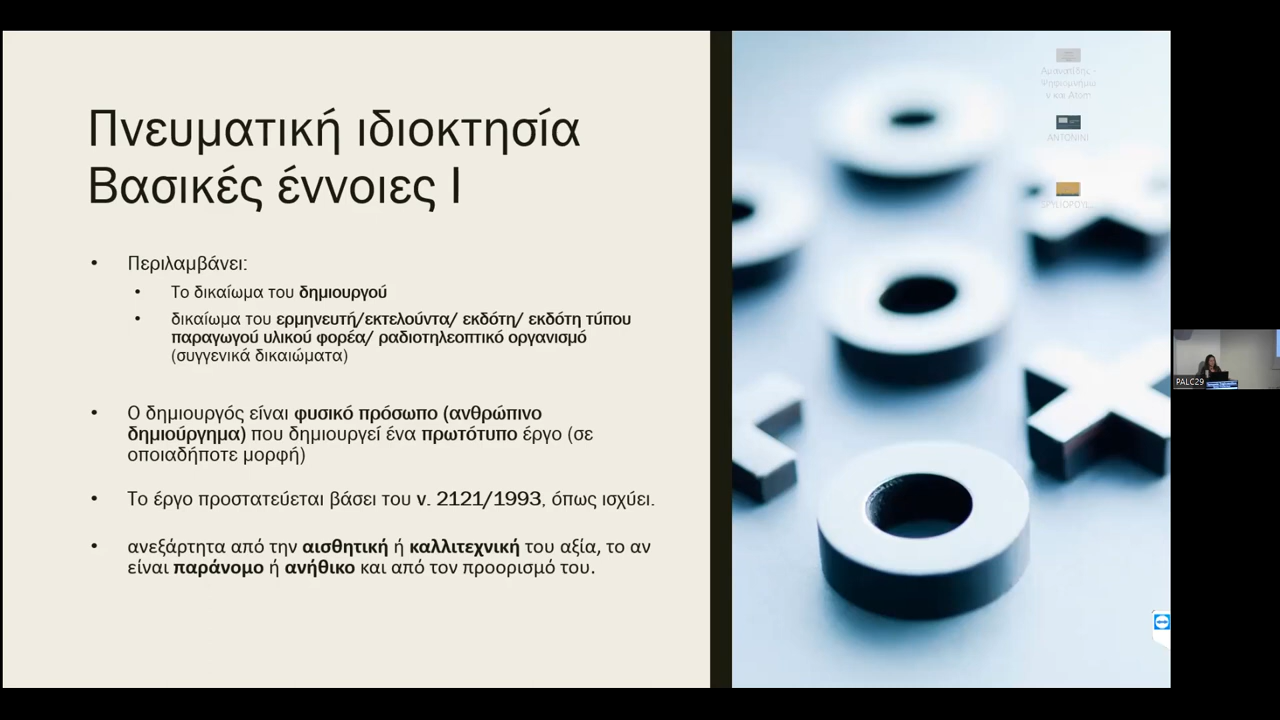 Πνευματική ιδιοκτησία
Βασικές έννοιες Ι
• Περιλαμβάνει:
• Το δικαίωμα του δημιουργού
• δικαίωμα του ερμηνευτή/εκτελούντα/ εκδότη/ εκδότη τύπου
παραγωγού υλικού φορέα/ ραδιοτηλεοπτικό οργανισμό
(συγγενικά δικαιώματα)
• Ο δημιουργός είναι φυσικό πρόσωπο (ανθρώπινο
δημιούργημα) που δημιουργεί ένα πρωτότυπο έργο (σε
οποιαδήποτε μορφή)
• Το έργο προστατεύεται βάσει του ν. 2121/1993, όπως ισχύει.
• ανεξάρτητα από την αισθητική ή καλλιτεχνική του αξία, το αν
είναι παράνομο ή ανήθικο και από τον προορισμό του.
Αμανατίδης -
ANTONINI
PALC29